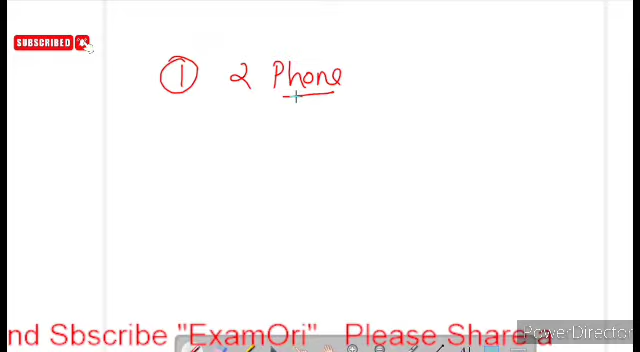 SUBSCRIBED
1 2 Phone
nd Sbscribe "ExamOri" Please Share a
PowerDirector